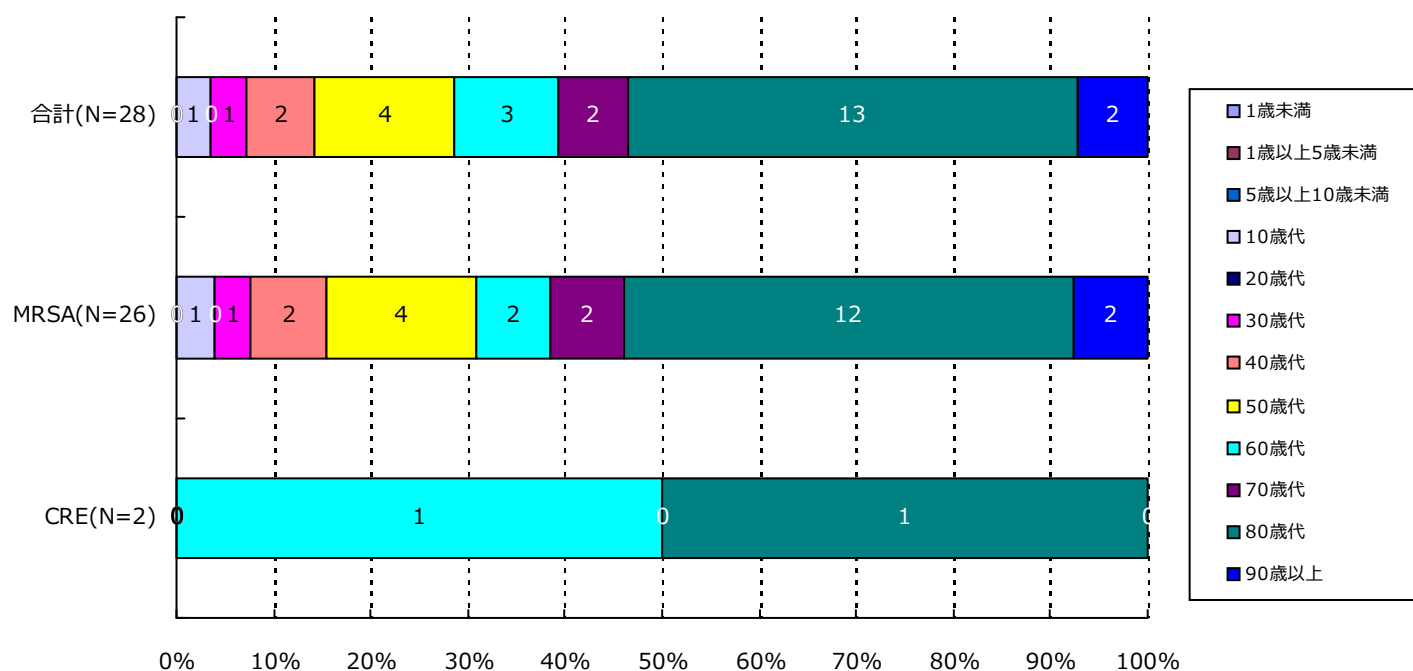 合計(N=28)
0 1 0 1 2 4 3 2 13 2
MRSA(N=26)
0 1 0 1 2 4 2 2 12 2
CRE(N=2)
0 1 0 1 0
0% 10% 20% 30% 40% 50% 60% 70% 80% 90% 100%
1歳未満
1歳以上5歳未満
5歳以上10歳未満
10歳代
20歳代
30歳代
40歳代
50歳代
60歳代
70歳代
80歳代
90歳以上